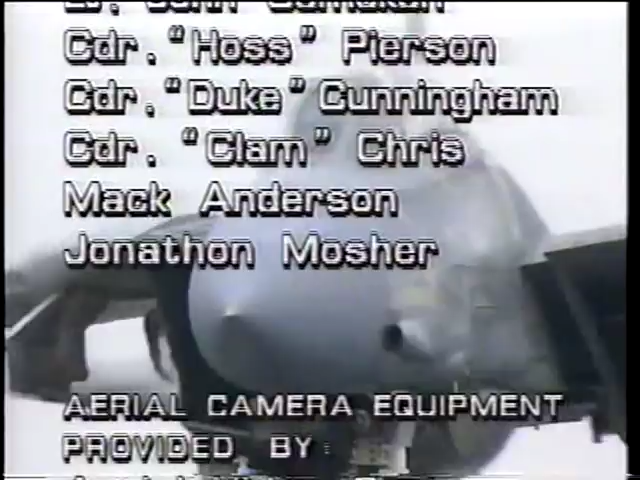 Cdr. "Hoss" Pierson
Cdr. "Duke" Cunningham
Cdr. "Clam" Chris
Mack Anderson
Jonathon Mosher
AERIAL CAMERA EQUIPMENT
PROVIDED BY: